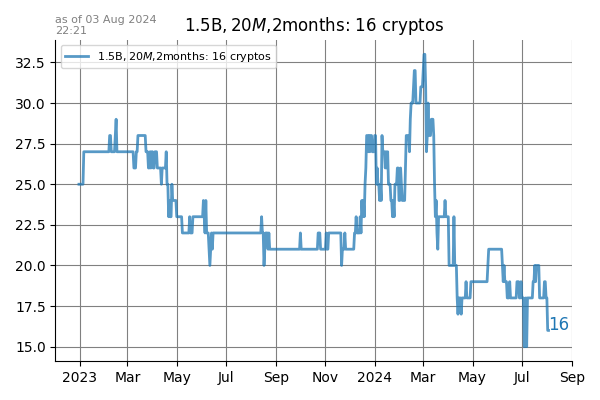 as of 03 Aug 2024
22:21
1.5B, 20M,2months: 16 cryptos
1.5B, 20M,2months: 16 cryptos
32.5
30.0
27.5
25.0
22.5
20.0
17.5
15.0
16
2023 Mar May Jul Sep Nov 2024 Mar May Jul Sep